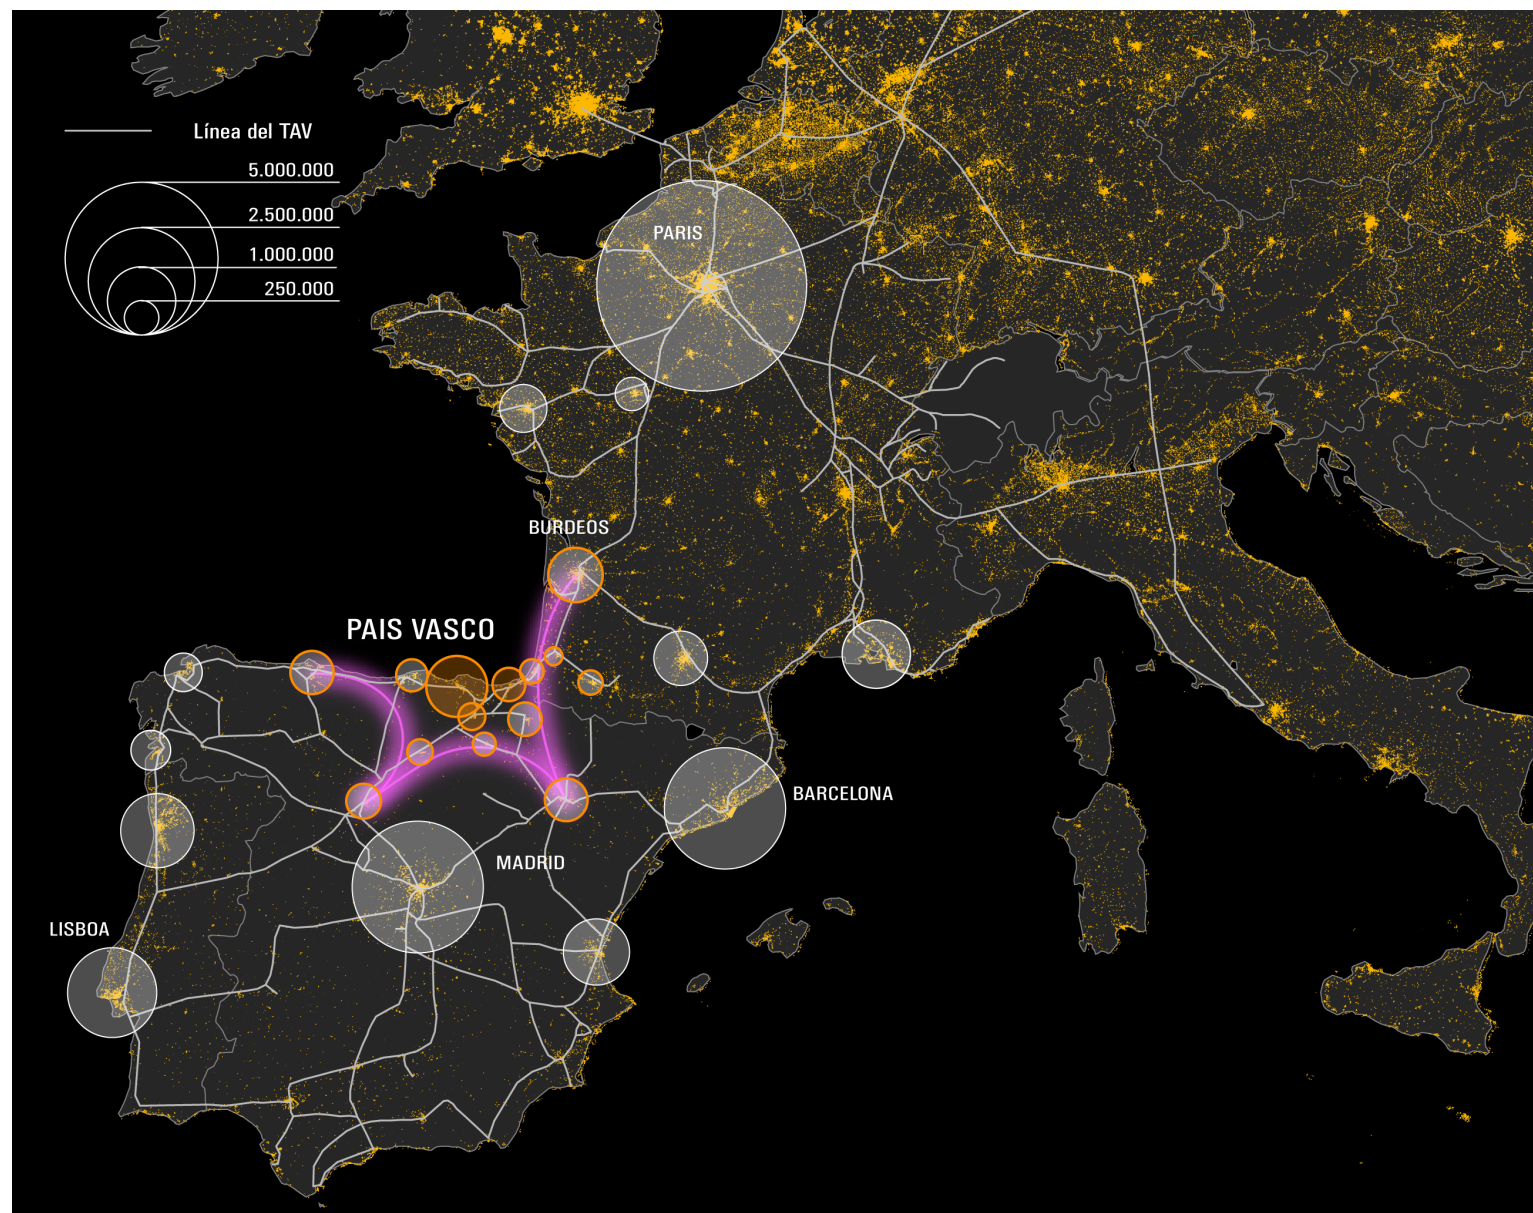 Línea del TAV
5.000.000
2.500.000
1.000.000
250.000
PARIS
BURDEOS
PAIS VASCO
BARCELONA
MADRID
LISBOA